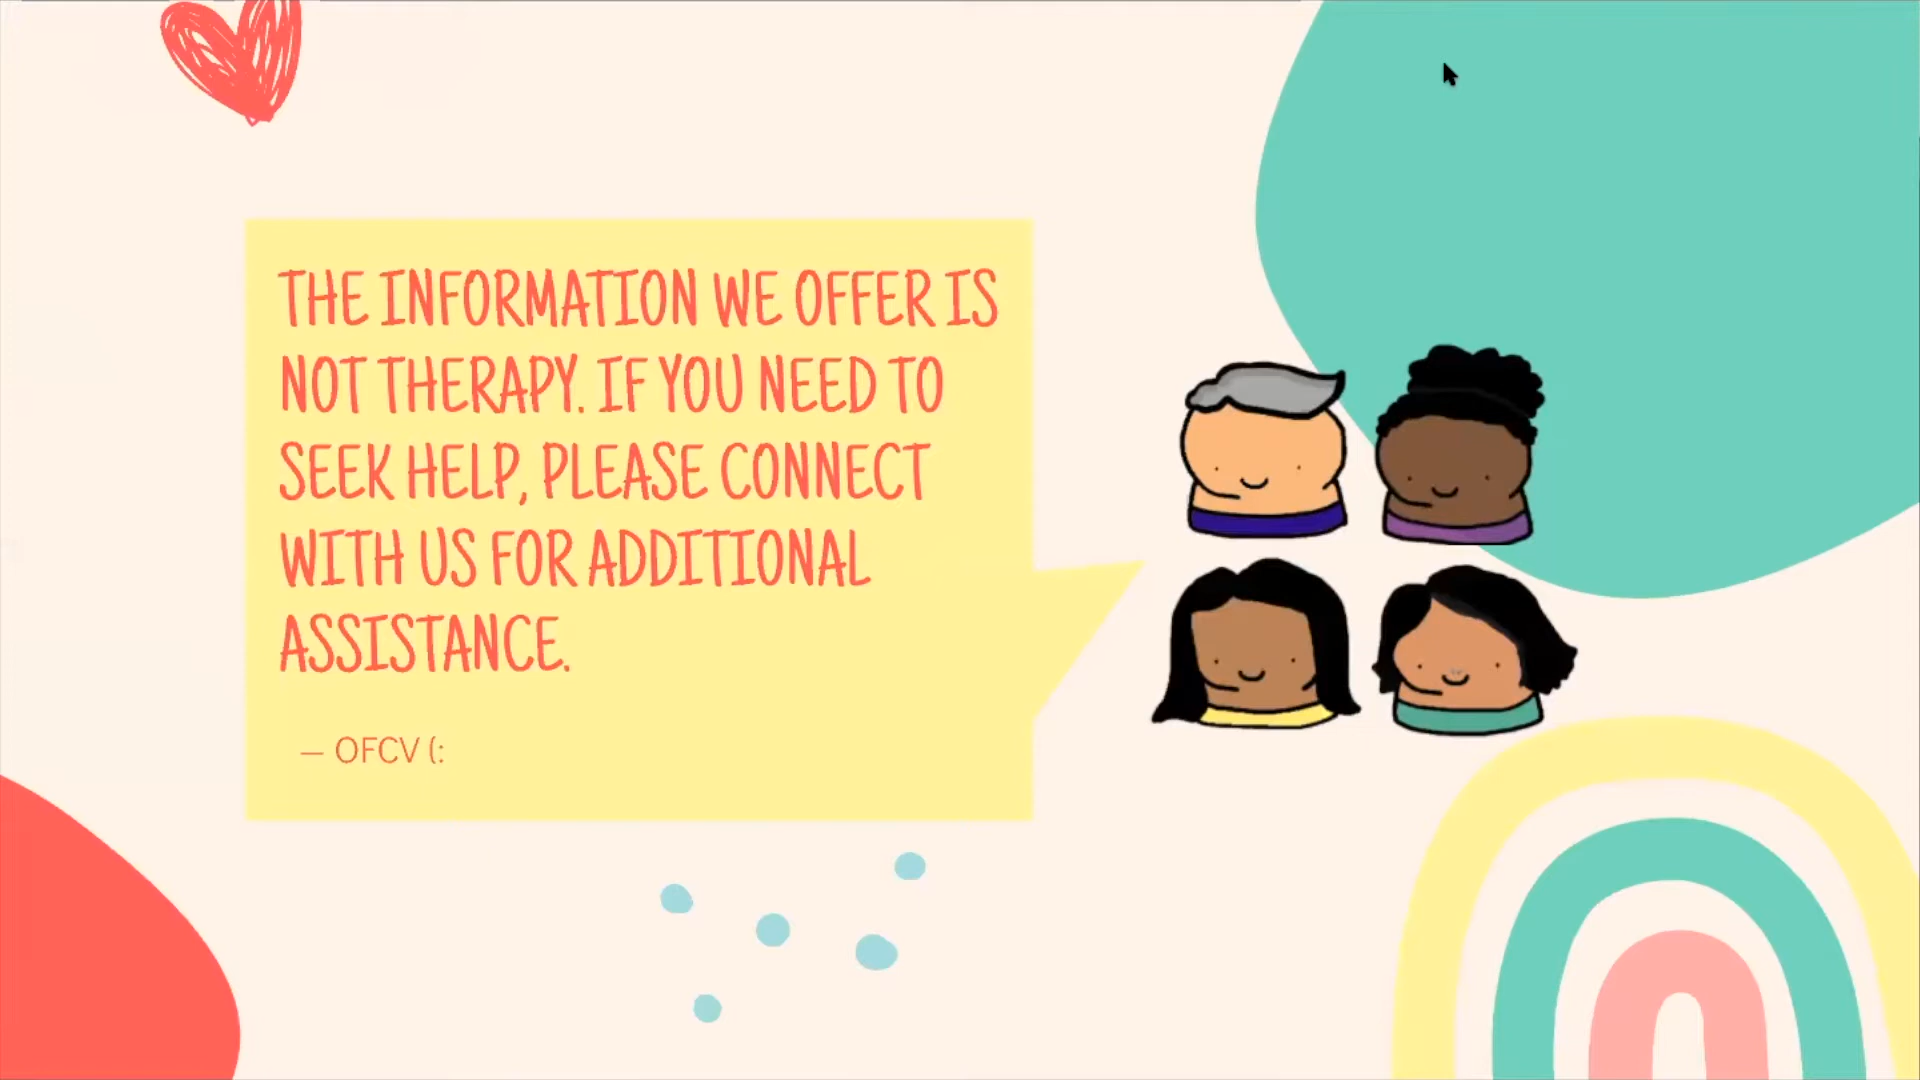 THE INFORMATION WE OFFER IS
NOT THERAPY. IF YOU NEED TO
SEEK HELP, PLEASE CONNECT
WITH US FOR ADDITIONAL
ASSISTANCE.
— OFCV (: